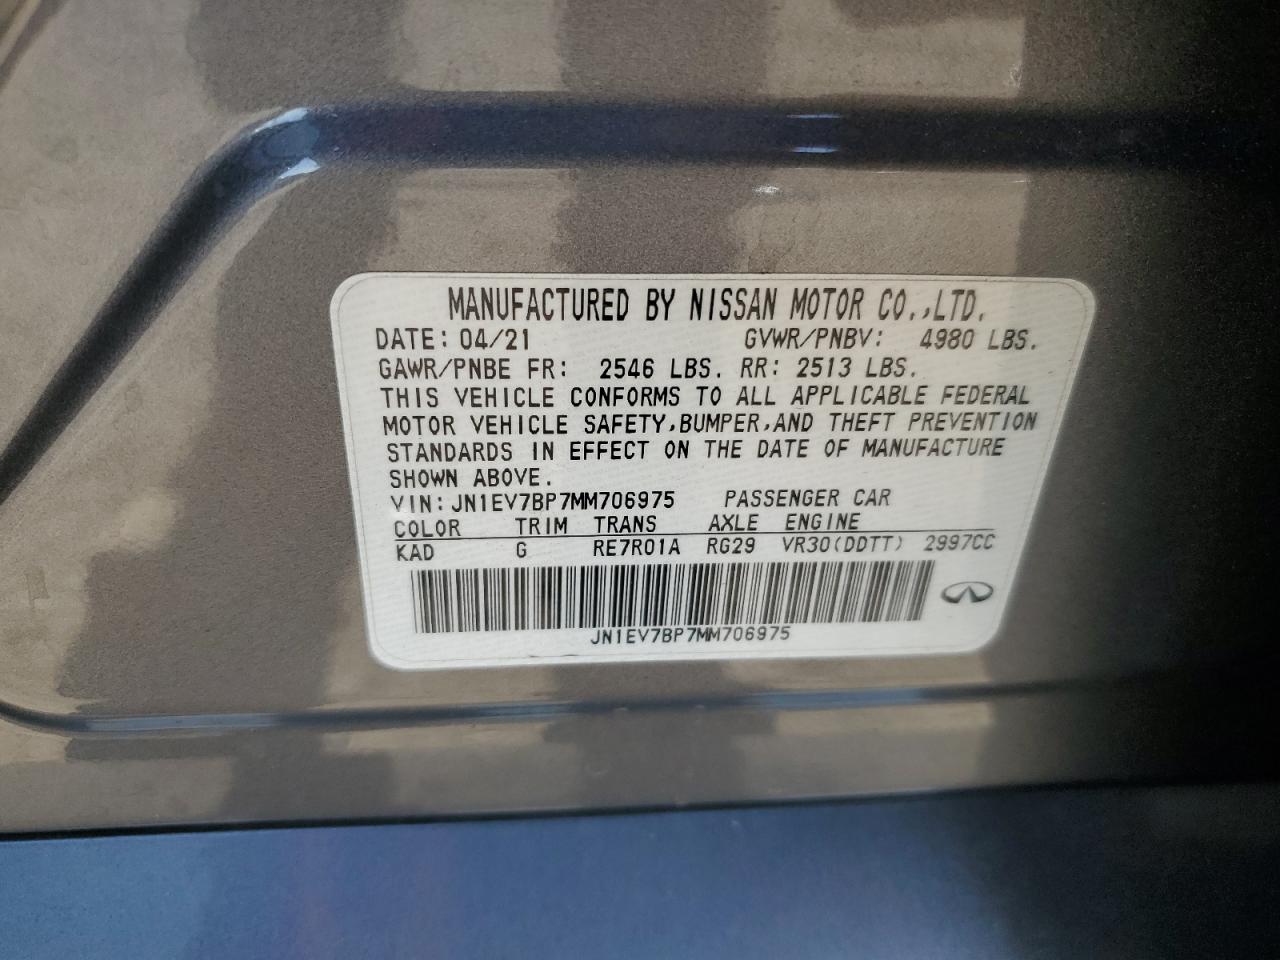 MANUFACTURED BY NISSAN MOTOR CO.,LTD.
DATE: 04/21 GVWR/PNBV: 4980 LBS.
GAWR/PNBE FR: 2546 LBS. RR: 2513 LBS.
THIS VEHICLE CONFORMS TO ALL APPLICABLE FEDERAL
MOTOR VEHICLE SAFETY,BUMPER,AND THEFT PREVENTION
STANDARDS IN EFFECT ON THE DATE OF MANUFACTURE
SHOWN ABOVE.
VIN:JN1EV7BP7MM706975 PASSENGER CAR
COLOR TRIM TRANS AXLE ENGINE
KAD G RE7R01A RG29 VR30(DDTT) 2997CC
JN1EV7BP7MM706975